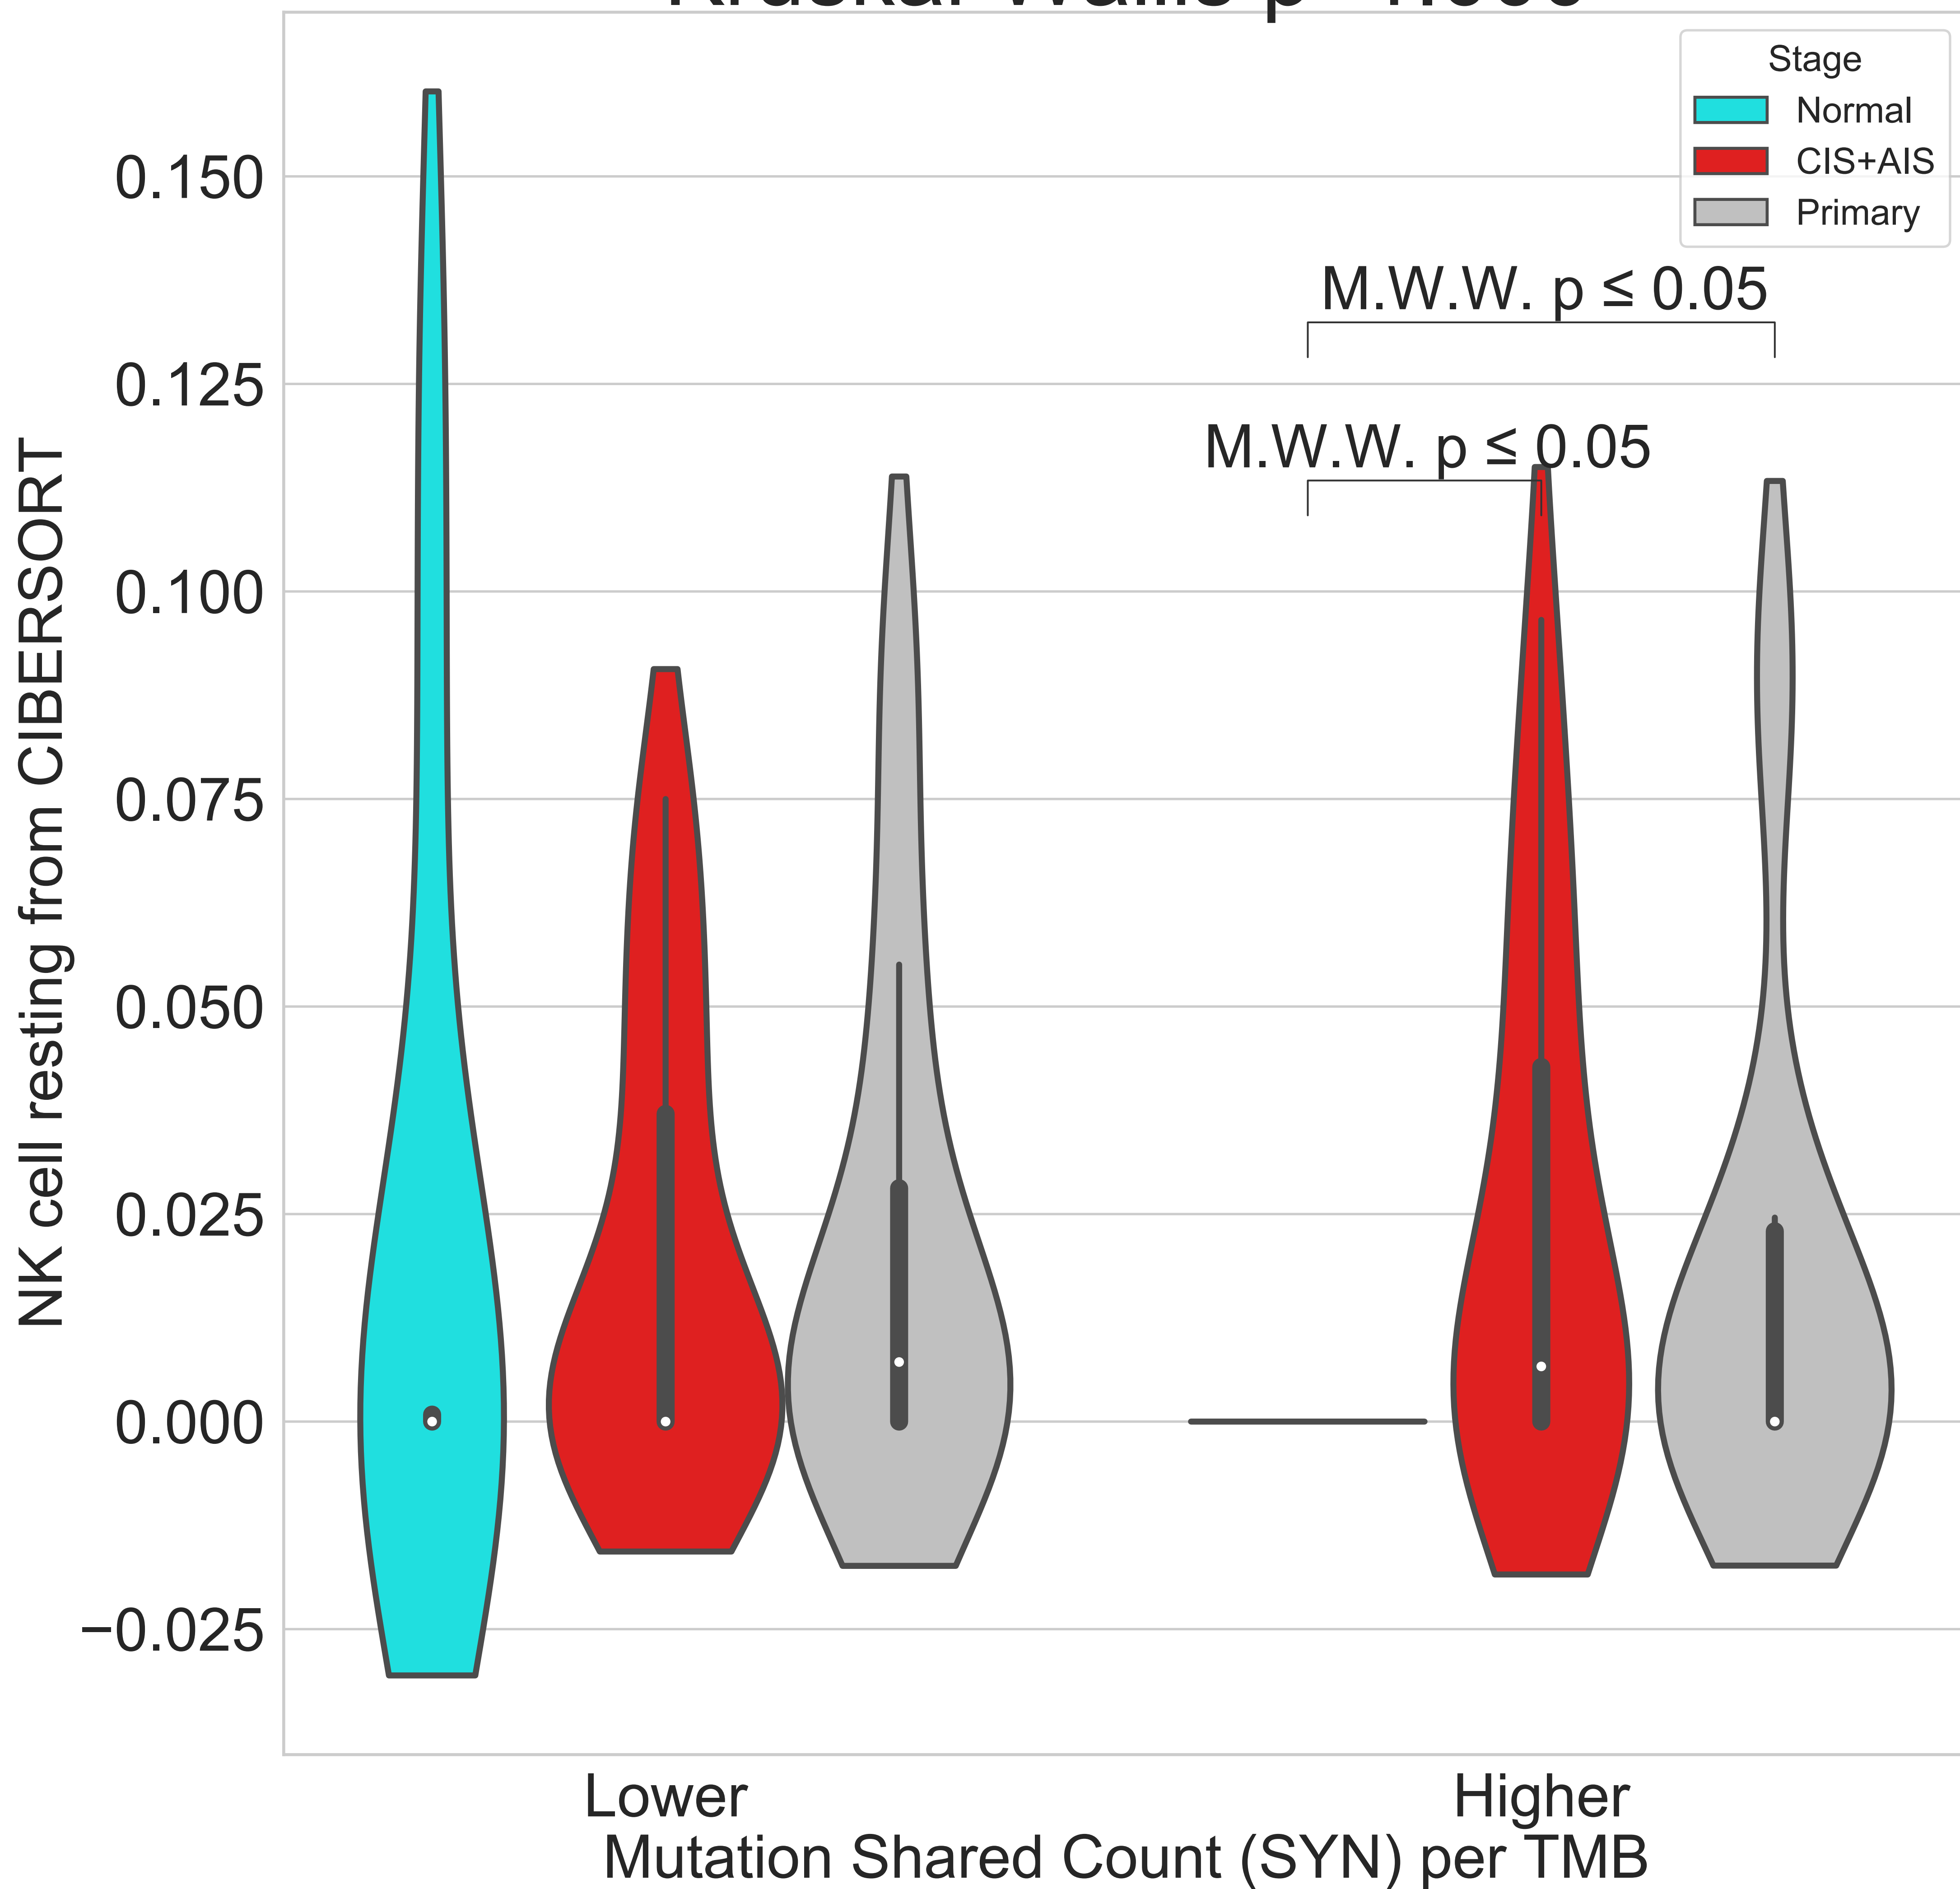 Stage
Normal
CIS+AIS
Primary
M.W.W. p ≤ 0.05
M.W.W. p ≤ 0.05
0.150
0.125
0.100
0.075
0.050
0.025
0.000
−0.025
NK cell resting from CIBERSORT
Lower
Higher
Mutation Shared Count (SYN) per TMB